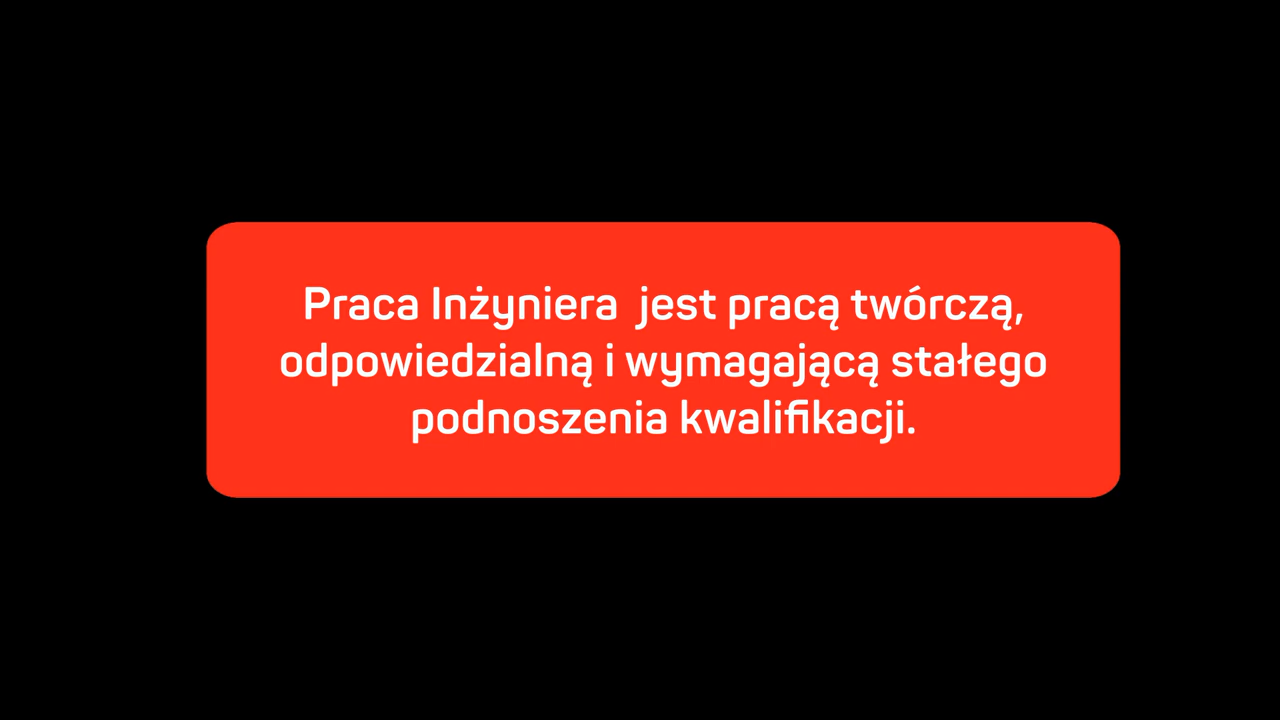 Praca Inżyniera  jest pracą twórczą,
odpowiedzialną i wymagającą stałego
podnoszenia kwalifikacji.